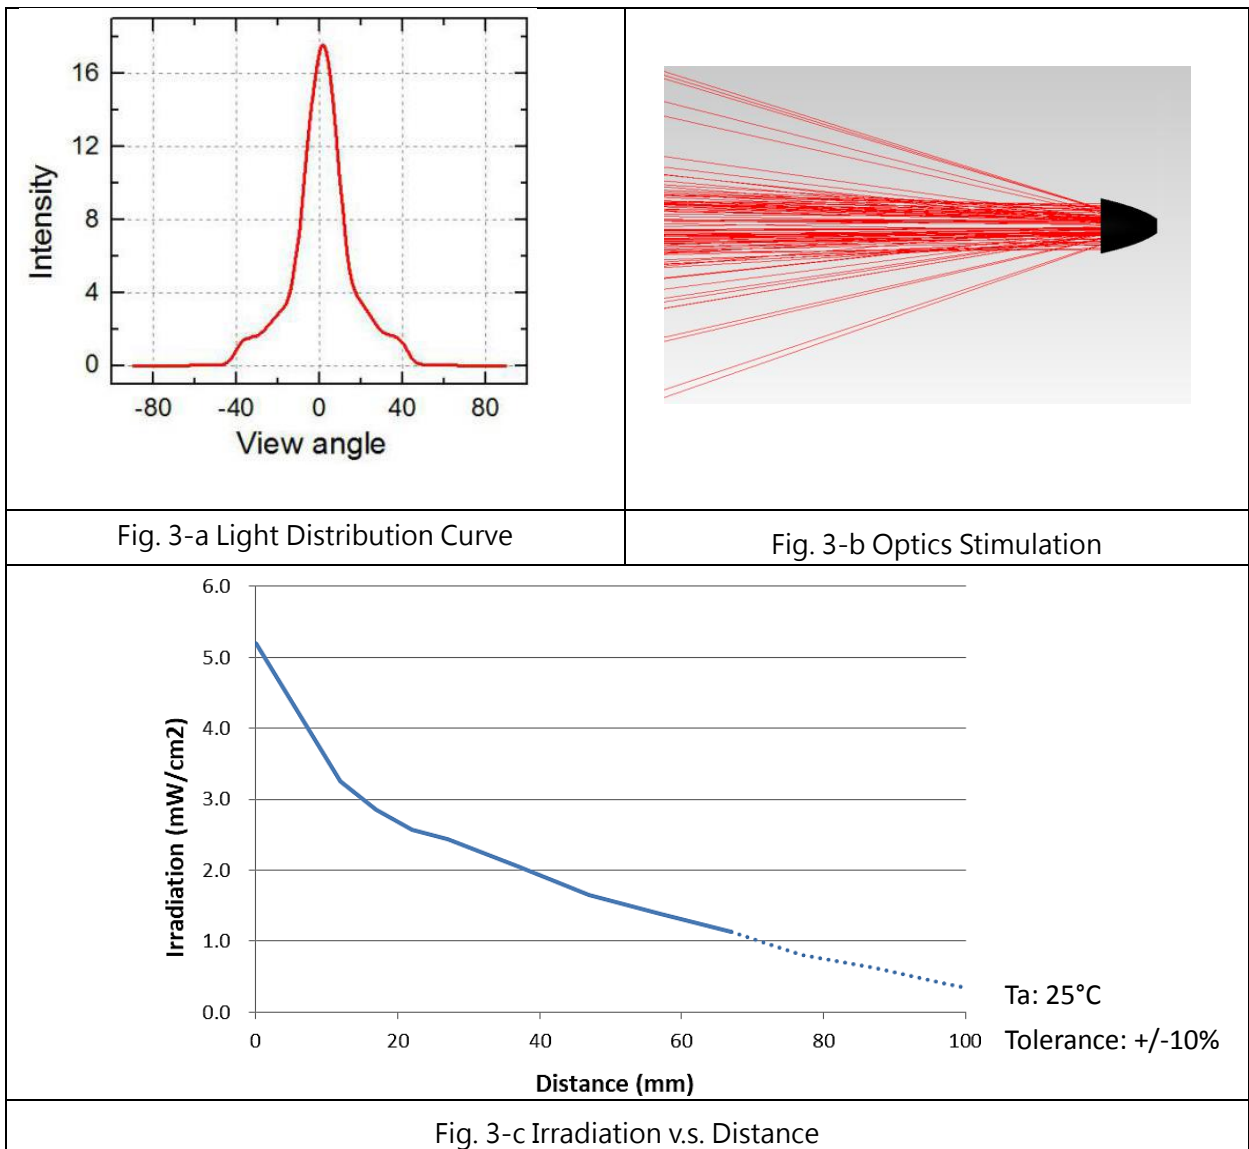 16
12
8
4
0
Intensity
-80 -40 0 40 80
View angle
Fig. 3-a Light Distribution Curve
Fig. 3-b Optics Stimulation
6.0
5.0
4.0
3.0
2.0
1.0
0.0
Irradiation (mW/cm2)
0 20 40 60 80 100
Distance (mm)
Ta: 25°C
Tolerance: +/-10%
Fig. 3-c Irradiation v.s. Distance